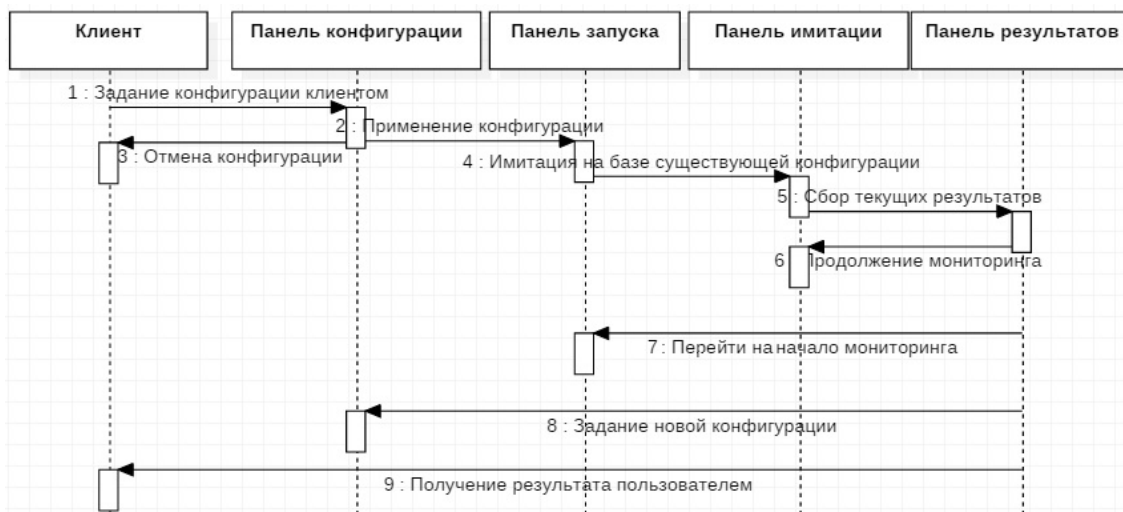 Клиент
Панель конфигурации
Панель запуска
Панель имитации
Панель результатов
1 : Задание конфигурации клиентом
2 : Применение конфигурации
3 : Отмена конфигурации
4 : Имитация на базе существующей конфигурации
5 : Сбор текущих результатов
6 Продолжение мониторинга
7 : Перейти на начало мониторинга
8 : Задание новой конфигурации
9 : Получение результата пользователем